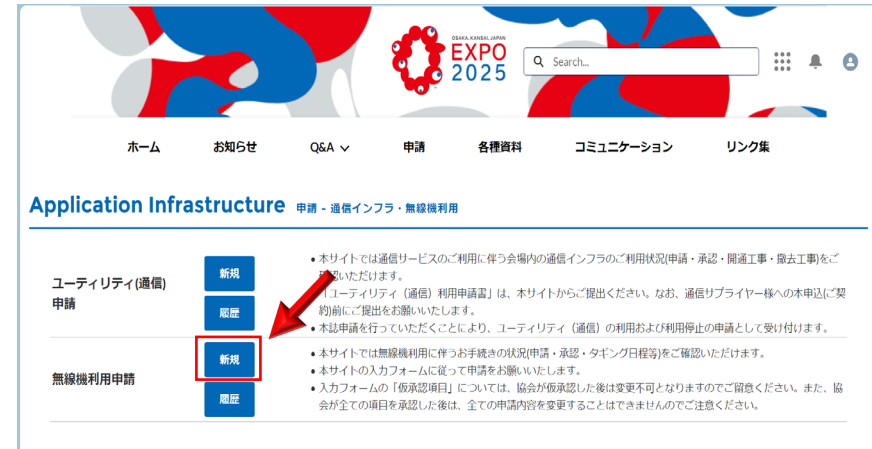 OSAKA, KANSAI, JAPAN
EXPO
2025
Search...
ホーム お知らせ Q&A 申請 各種資料 コミュニケーション リンク集
Application Infrastructure 申請 - 通信インフラ・無線機利用
ユーティリティ(通信)
申請
新規
履歴
• 本サイトでは通信サービスのご利用に伴う会場内の通信インフラのご利用状況(申請・承認・開通工事・撤去工事)をご
確認いただけます。
「ユーティリティ（通信）利用申請書」は、本サイトからご提出ください。なお、通信サプライヤー様への本申込(ご契
約)前にご提出をお願いいたします。
• 本誌申請を行っていただくことにより、ユーティリティ（通信）の利用および利用停止の申請として受け付けます。
無線機利用申請
新規
履歴
• 本サイトでは無線機利用に伴うお手続きの状況(申請・承認・タギング日程等)をご確認いただけます。
• 本サイトの入力フォームに従って申請をお願いいたします。
• 入力フォームの「仮承認項目」については、協会が仮承認した後は変更不可となりますのでご留意ください。また、協
会が全ての項目を承認した後は、全ての申請内容を変更することはできませんのでご注意ください。